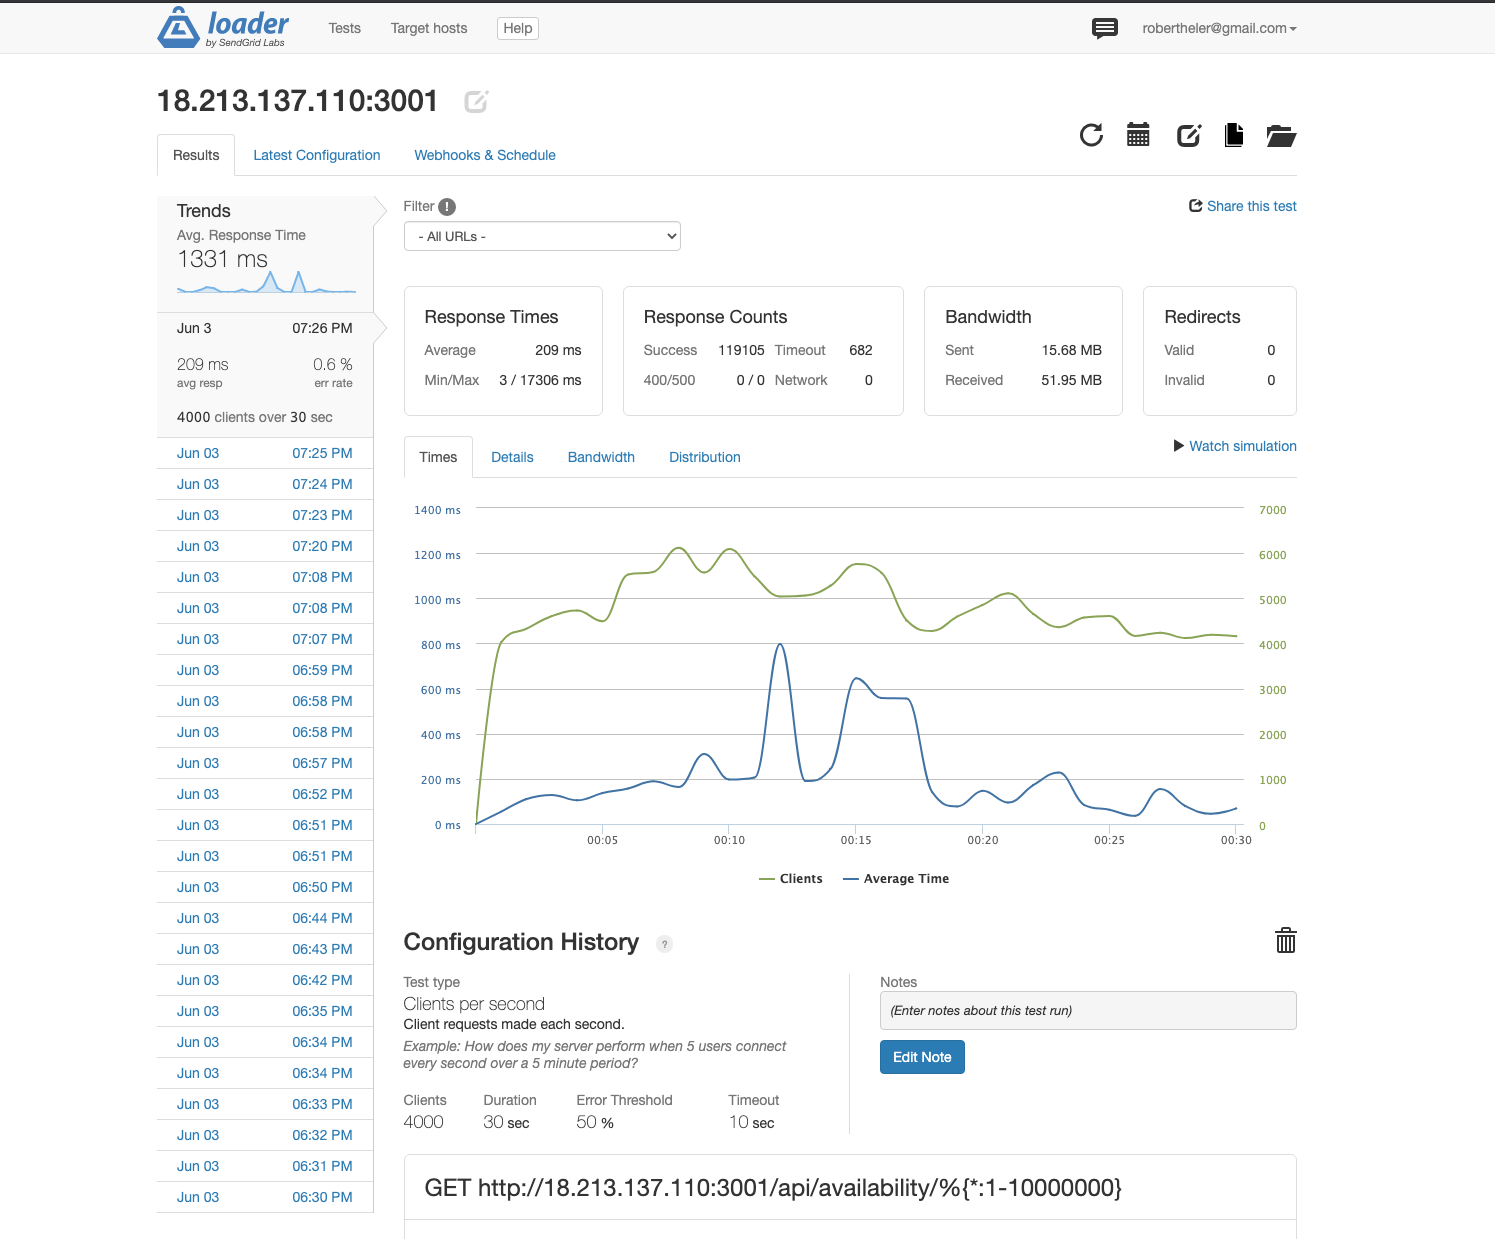 loader
by SendGrid Labs
Tests Target hosts Help
robertheler@gmail.com
18.213.137.110:3001
Results Latest Configuration Webhooks & Schedule
Trends
Avg. Response Time
1331 ms
Jun 3 07:26 PM
209 ms 0.6 %
avg resp err rate
4000 clients over 30 sec
Jun 03 07:25 PM
Jun 03 07:24 PM
Jun 03 07:23 PM
Jun 03 07:20 PM
Jun 03 07:08 PM
Jun 03 07:08 PM
Jun 03 07:07 PM
Jun 03 06:59 PM
Jun 03 06:58 PM
Jun 03 06:58 PM
Jun 03 06:57 PM
Jun 03 06:52 PM
Jun 03 06:51 PM
Jun 03 06:51 PM
Jun 03 06:50 PM
Jun 03 06:44 PM
Jun 03 06:43 PM
Jun 03 06:42 PM
Jun 03 06:35 PM
Jun 03 06:34 PM
Jun 03 06:34 PM
Jun 03 06:33 PM
Jun 03 06:32 PM
Jun 03 06:31 PM
Jun 03 06:30 PM
Filter !
Share this test
- All URLs -
Response Times
Average 209 ms
Min/Max 3 / 17306 ms
Response Counts
Success 119105 Timeout 682
400/500 0 / 0 Network 0
Bandwidth
Sent 15.68 MB
Received 51.95 MB
Redirects
Valid 0
Invalid 0
Times Details Bandwidth Distribution
Watch simulation
1400 ms 7000
1200 ms 6000
1000 ms 5000
800 ms 4000
600 ms 3000
400 ms 2000
200 ms 1000
0 ms 0
00:05 00:10 00:15 00:20 00:25 00:30
Clients Average Time
Configuration History ?
Test type
Clients per second
Client requests made each second.
Example: How does my server perform when 5 users connect
every second over a 5 minute period?
Clients Duration Error Threshold Timeout
4000 30 sec 50 % 10 sec
Notes
(Enter notes about this test run)
Edit Note
GET http://18.213.137.110:3001/api/availability/%{*:1-10000000}